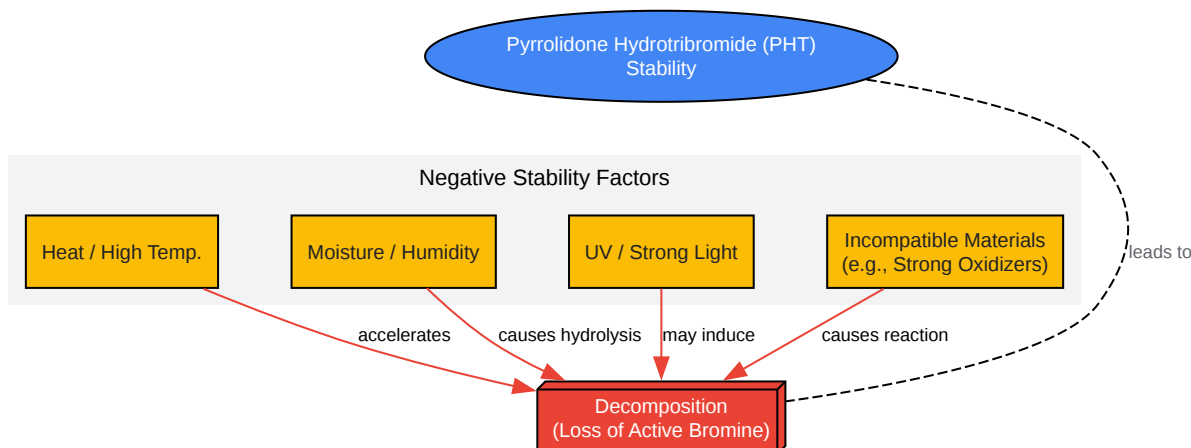 Pyrrolidone Hydrotribromide (PHT)
Stability
Negative Stability Factors
Heat / High Temp.
Moisture / Humidity
UV / Strong Light
Incompatible Materials
(e.g., Strong Oxidizers)
leads to
accelerates
causes hydrolysis
may induce
causes reaction
Decomposition
(Loss of Active Bromine)